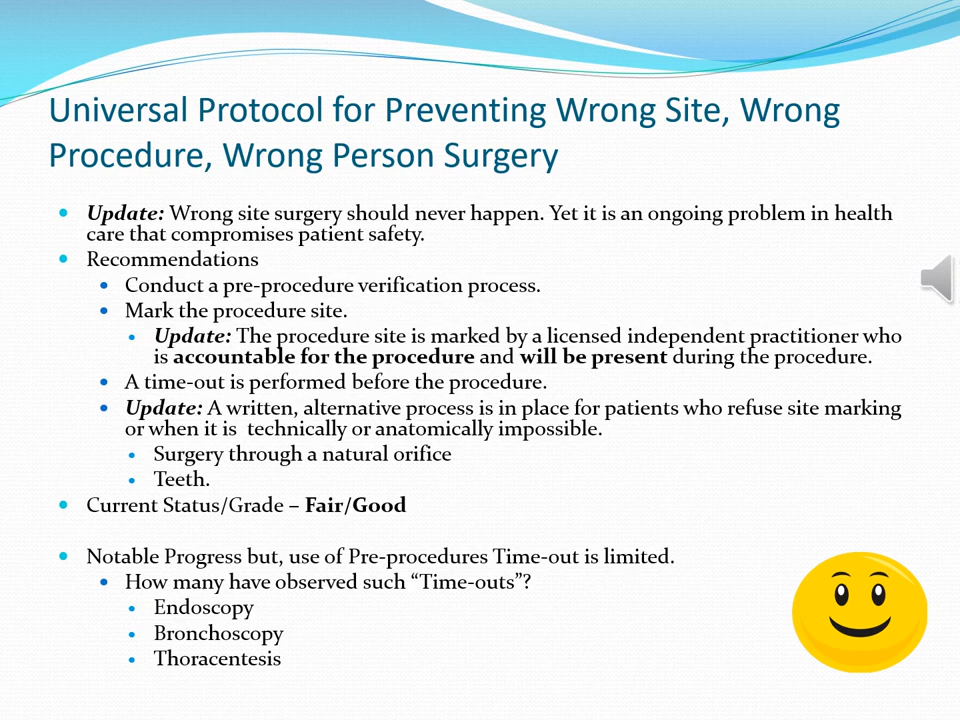 Universal Protocol for Preventing Wrong Site, Wrong
Procedure, Wrong Person Surgery
Update: Wrong site surgery should never happen. Yet it is an ongoing problem in health
care that compromises patient safety.
Recommendations
Conduct a pre-procedure verification process.
Mark the procedure site.
Update: The procedure site is marked by a licensed independent practitioner who
is accountable for the procedure and will be present during the procedure.
A time-out is performed before the procedure.
Update: A written, alternative process is in place for patients who refuse site marking
or when it is technically or anatomically impossible.
Surgery through a natural orifice
Teeth.
Current Status/Grade – Fair/Good
Notable Progress but, use of Pre-procedures Time-out is limited.
How many have observed such “Time-outs”?
Endoscopy
Bronchoscopy
Thoracentesis